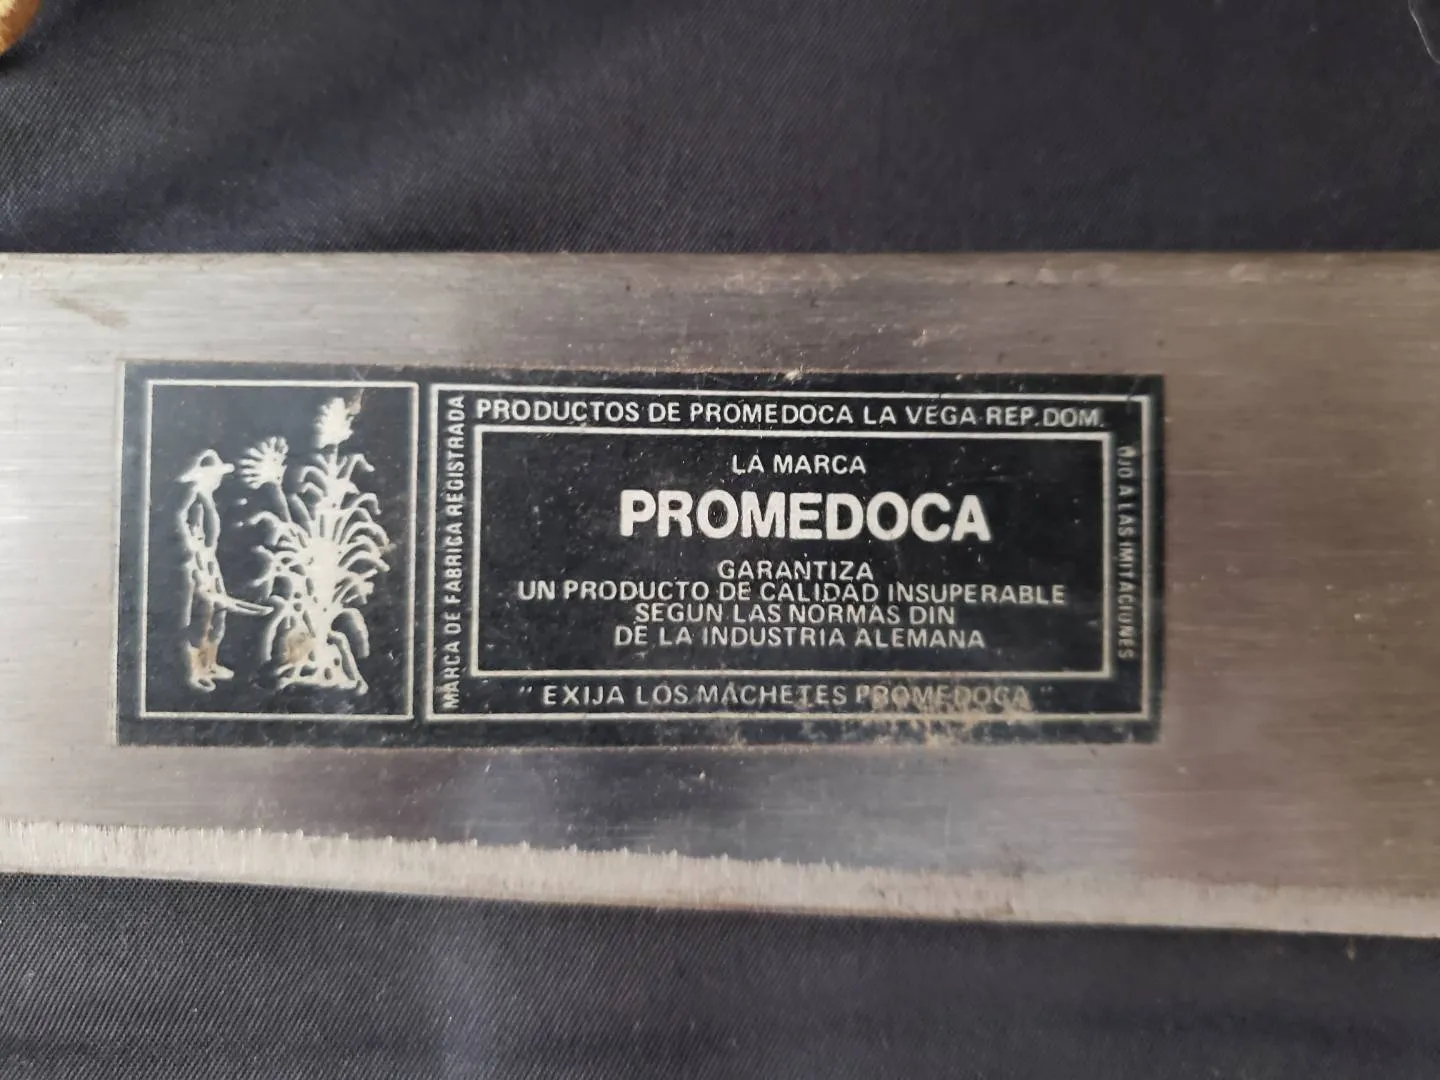 MARCA DE FABRICA REGISTRADA
PRODUCTOS DE PROMEDOCA LA VEGA REP. DOM.
LA MARCA
PROMEDOCA
GARANTIZA
UN PRODUCTO DE CALIDAD INSUPERABLE
SEGUN LAS NORMAS DIN
DE LA INDUSTRIA ALEMANA
" EXIJA LOS MACHETES PROMEDOCA "
OJO A LAS IMITACIONES